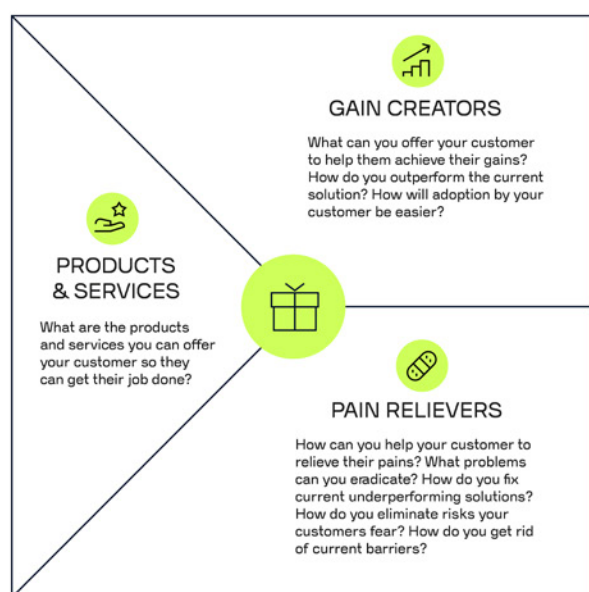 GAIN CREATORS
What can you offer your customer
to help them achieve their gains?
How do you outperform the current
solution? How will adoption by your
customer be easier?
PRODUCTS
& SERVICES
What are the products
and services you can offer
your customer so they
can get their job done?
PAIN RELIEVERS
How can you help your customer to
relieve their pains? What problems
can you eradicate? How do you fix
current underperforming solutions?
How do you eliminate risks your
customers fear? How do you get rid
of current barriers?